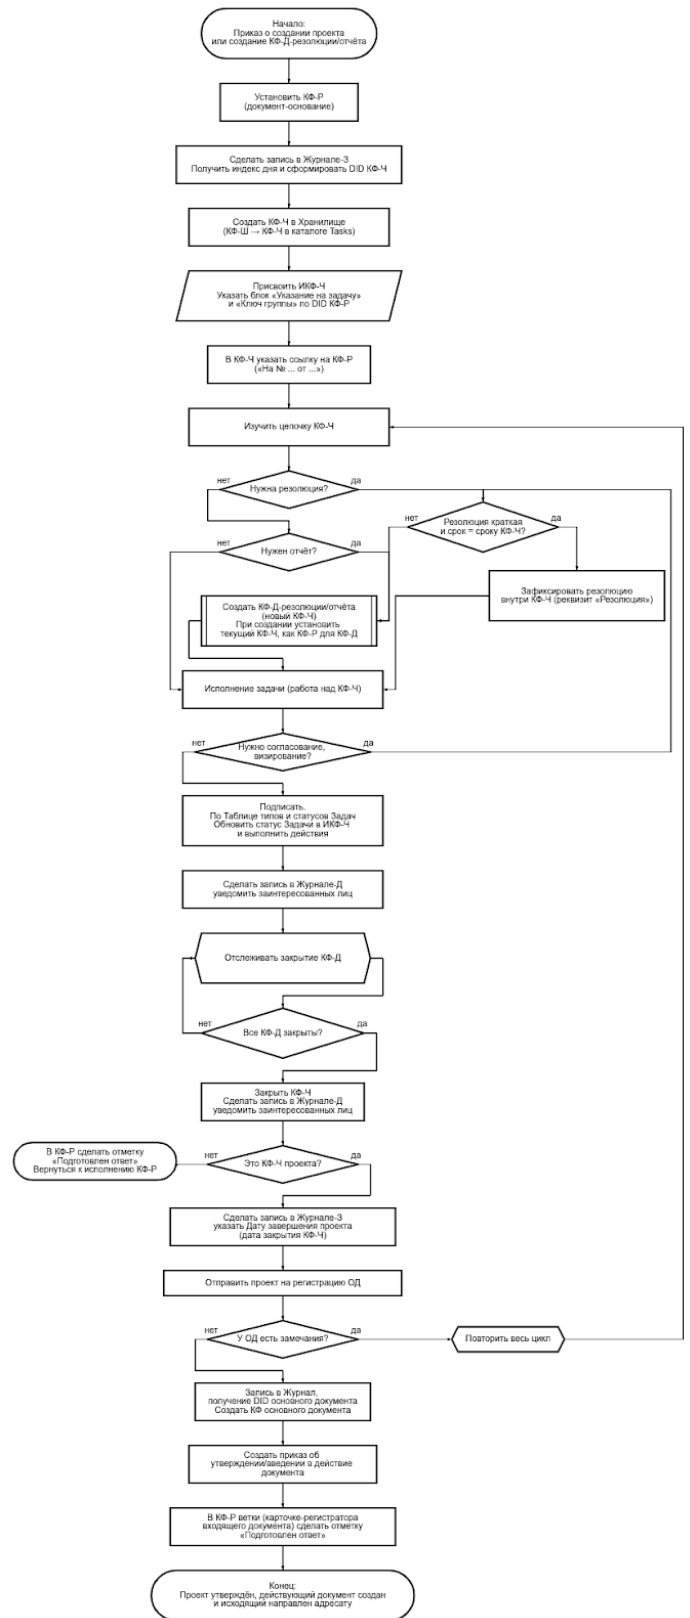 Начало:
Приказ о создании проекта
или создание КФ-Д-резолюции/отчёта
Установить КФ-Р
(документ-основание)
Сделать запись в Журнале-З
Получить индекс дня и сформировать DID КФ-Ч
Создать КФ-Ч в Хранилище
(КФ-Ш → КФ-Ч в каталоге Tasks)
Присвоить ИКФ-Ч
Указать блок «Указание на задачу»
и «Ключ группы» по DID КФ-Р
В КФ-Ч указать ссылку на КФ-Р
(«На № ... от ...»)
Изучить цепочку КФ-Ч
нет
Нужна резолюция?
да
нет
Резолюция краткая
и срок = сроку КФ-Ч?
да
нет
Нужен отчёт?
да
Зафиксировать резолюцию
внутри КФ-Ч (реквизит «Резолюция»)
Создать КФ-Д-резолюции/отчёта
(новый КФ-Ч)
При создании установить
текущий КФ-Ч, как КФ-Р для КФ-Д
Исполнение задачи (работа над КФ-Ч)
нет
Нужно согласование,
визирование?
да
Подписать.
По Таблице типов и статусов Задач
Обновить статус Задачи в ИКФ-Ч
и выполнить действия
Сделать запись в Журнале-Д
уведомить заинтересованных лиц
Отслеживать закрытие КФ-Д
нет
Все КФ-Д закрыты?
да
Закрыть КФ-Ч
Сделать запись в Журнале-Д
уведомить заинтересованных лиц
В КФ-Р сделать отметку
«Подготовлен ответ»
Вернуться к исполнению КФ-Р
нет
Это КФ-Ч проекта?
да
Сделать запись в Журнале-З
указать Дату завершения проекта
(дата закрытия КФ-Ч)
Отправить проект на регистрацию ОД
нет
У ОД есть замечания?
да
Повторить весь цикл
Запись в Журнал,
получение DID основного документа
Создать КФ основного документа
Создать приказ об
утверждении/введении в действие
документа
В КФ-Р ветки (карточке-регистратора
входящего документа) сделать отметку
«Подготовлен ответ»
Конец:
Проект утверждён, действующий документ создан
и исходящий направлен адресату